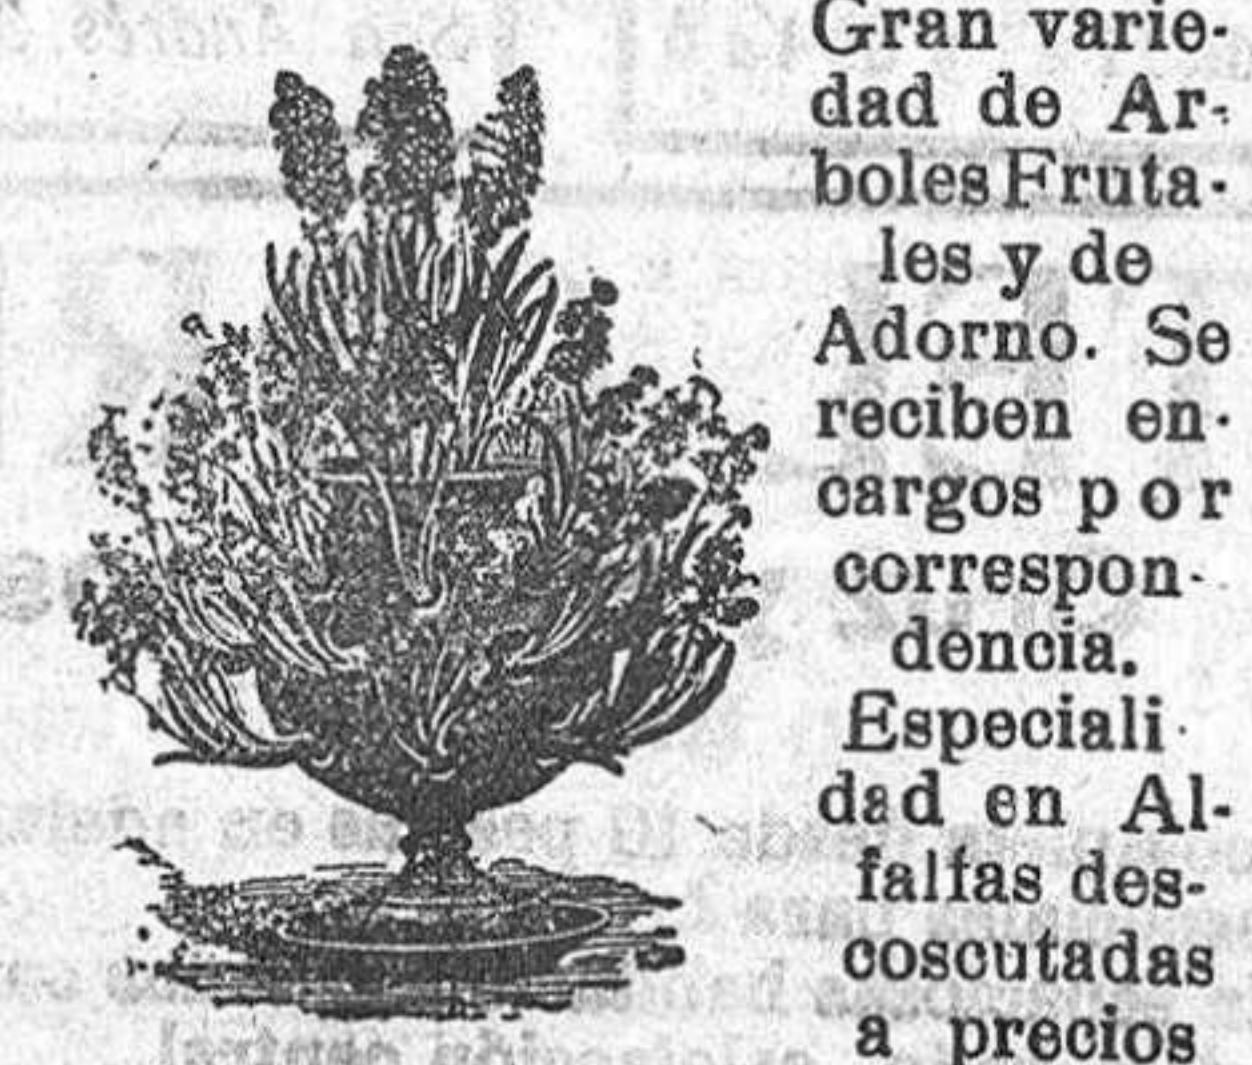 Gran varie-
dad de Ar-
boles Fruta-
les y de
Adorno. Se
reciben en-
cargos por
correspon-
dencia.
Especiali-
dad en Al-
falfas des-
coscutadas
a precios